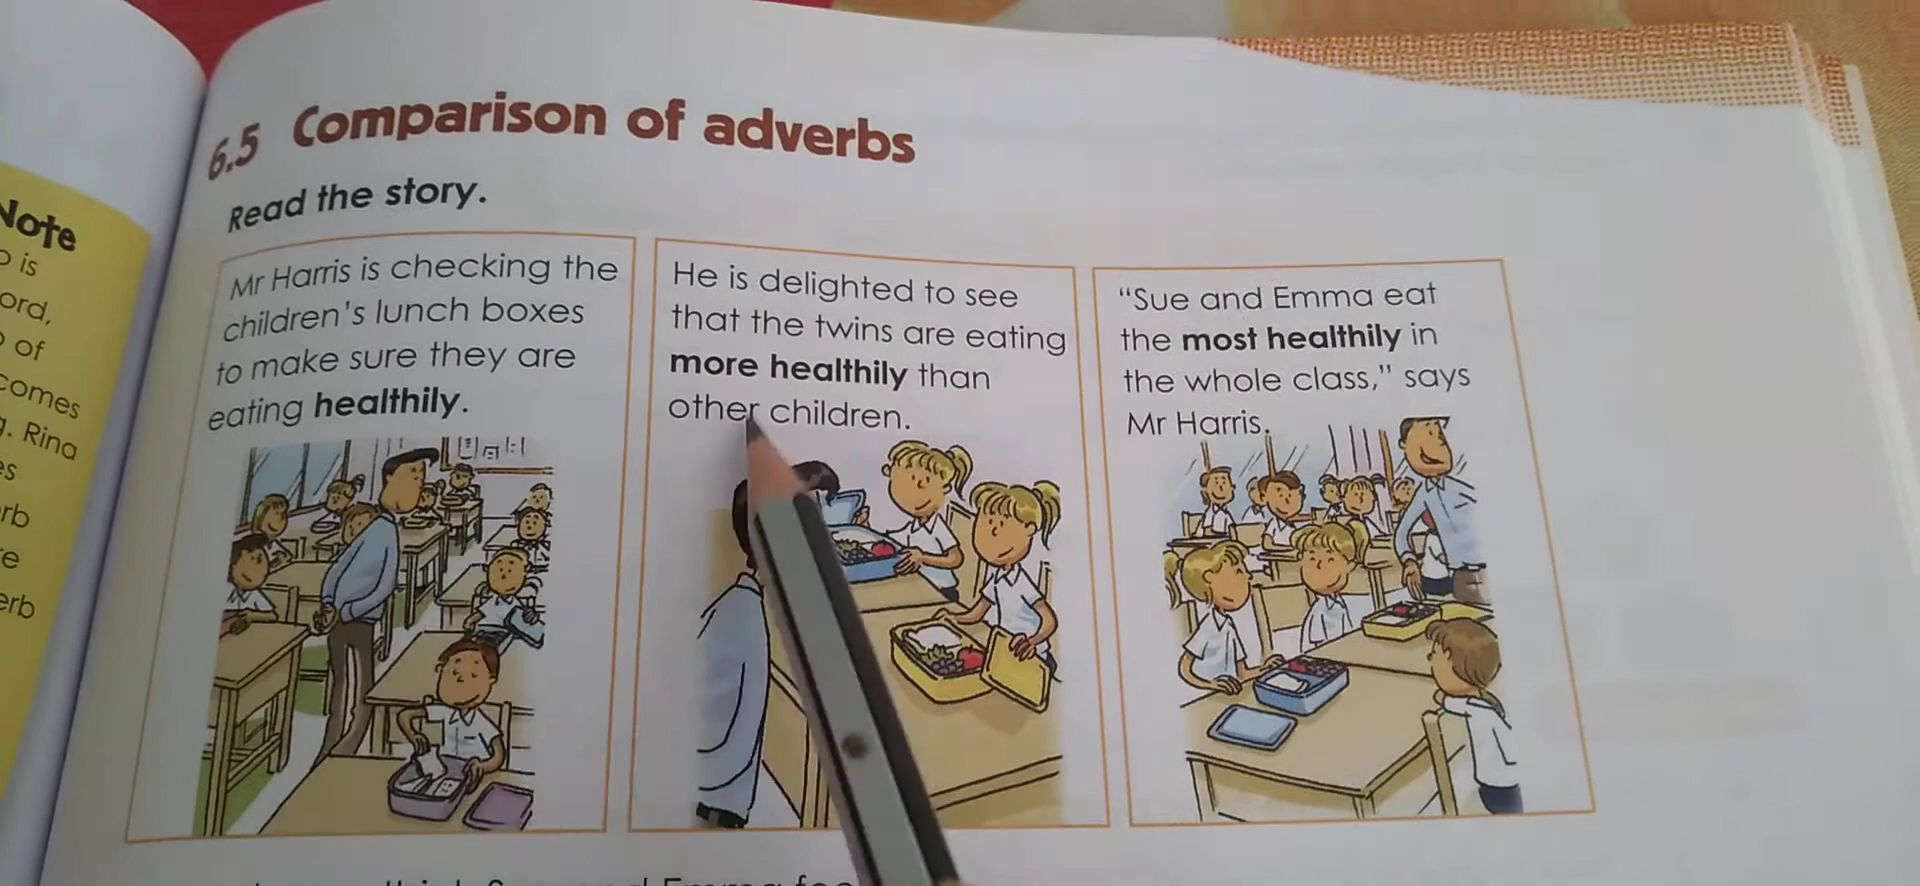 6.5 Comparison of adverbs
Read the story.
Mr Harris is checking the
children's lunch boxes
to make sure they are
eating healthily.
He is delighted to see
that the twins are eating
more healthily than
other children.
"Sue and Emma eat
the most healthily in
the whole class," says
Mr Harris.
Note
is
ord,
of
comes
. Rina
es
rb
e
erb